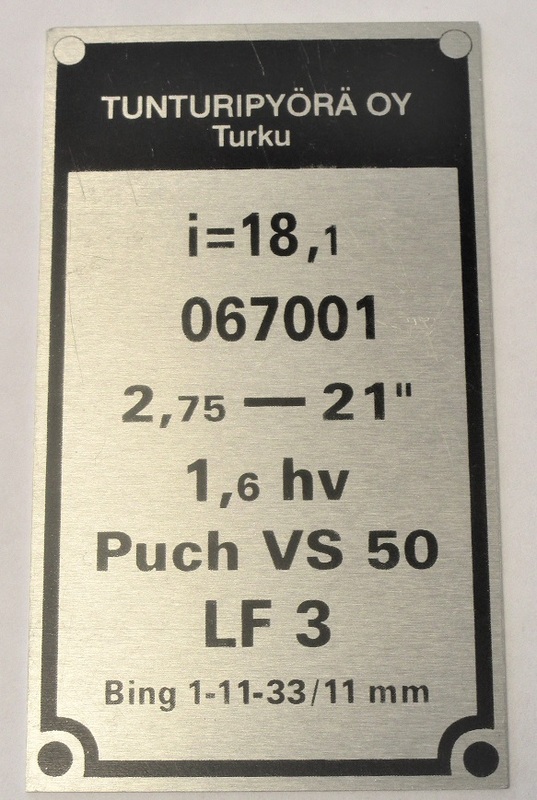 TUNTURIPYÖRÄ OY
Turku
i=18,1
067001
2,75 — 21"
1,6 hv
Puch VS 50
LF 3
Bing 1-11-33/11 mm